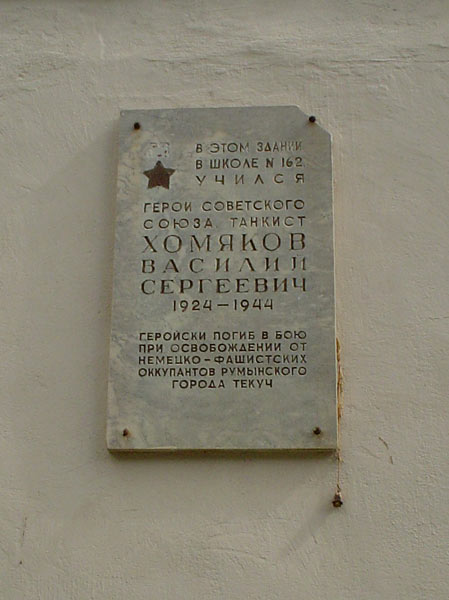 В ЭТОМ ЗДАНИИ
В ШКОЛЕ N 162
УЧИЛСЯ
ГЕРОЙ СОВЕТСКОГО
СОЮЗА ТАНКИСТ
ХОМЯКОВ
ВАСИЛИЙ
СЕРГЕЕВИЧ
1924-1944
ГЕРОЙСКИ ПОГИБ В БОЮ
ПРИ ОСВОБОЖДЕНИИ ОТ
НЕМЕЦКО-ФАШИСТСКИХ
ОККУПАНТОВ РУМЫНСКОГО
ГОРОДА ТЕКУЧ